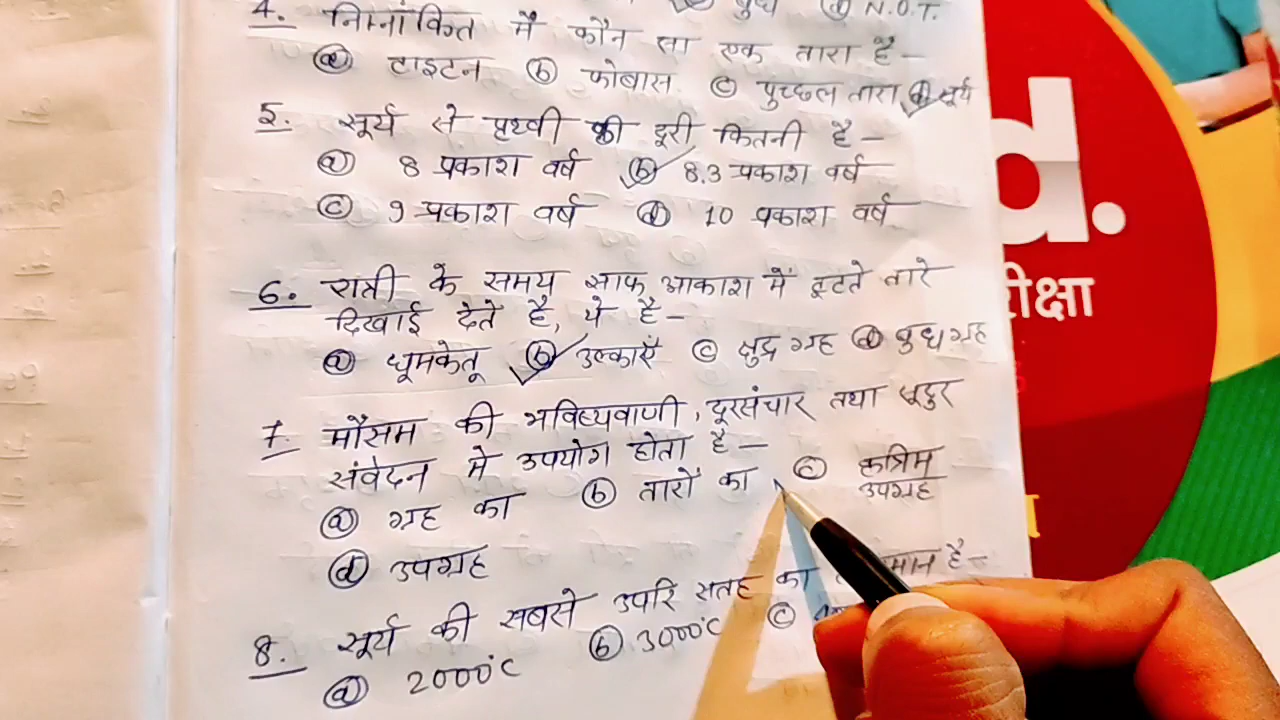 बुध ⓓ N.O.T.
4. निम्नांकित में कौन सा एक तारा है –
ⓐ टाइटन ⓑ फोबास ⓒ पुच्छल तारा ⓓ सूर्य
5. सूर्य से पृथ्वी की दूरी कितनी है –
ⓐ 8 प्रकाश वर्ष ⓑ 8.3 प्रकाश वर्ष
ⓒ 9 प्रकाश वर्ष ⓓ 10 प्रकाश वर्ष
6. रात्री के समय साफ आकाश में टूटते तारे
दिखाई देते है, ये है –
ⓐ धूमकेतू ⓑ उल्काएँ ⓒ क्षुद्र ग्रह ⓓ बुध ग्रह
7. मौसम की भविष्यवाणी, दूरसंचार तथा सूदुर
संवेदन मे उपयोग होता है –
ⓐ ग्रह का ⓑ तारों का ⓒ कृत्रिम
उपग्रह
ⓓ उपग्रह
8. सूर्य की सबसे उपरि सतह का है –
ⓐ 2000°C ⓑ 3000°C ⓒ
d.